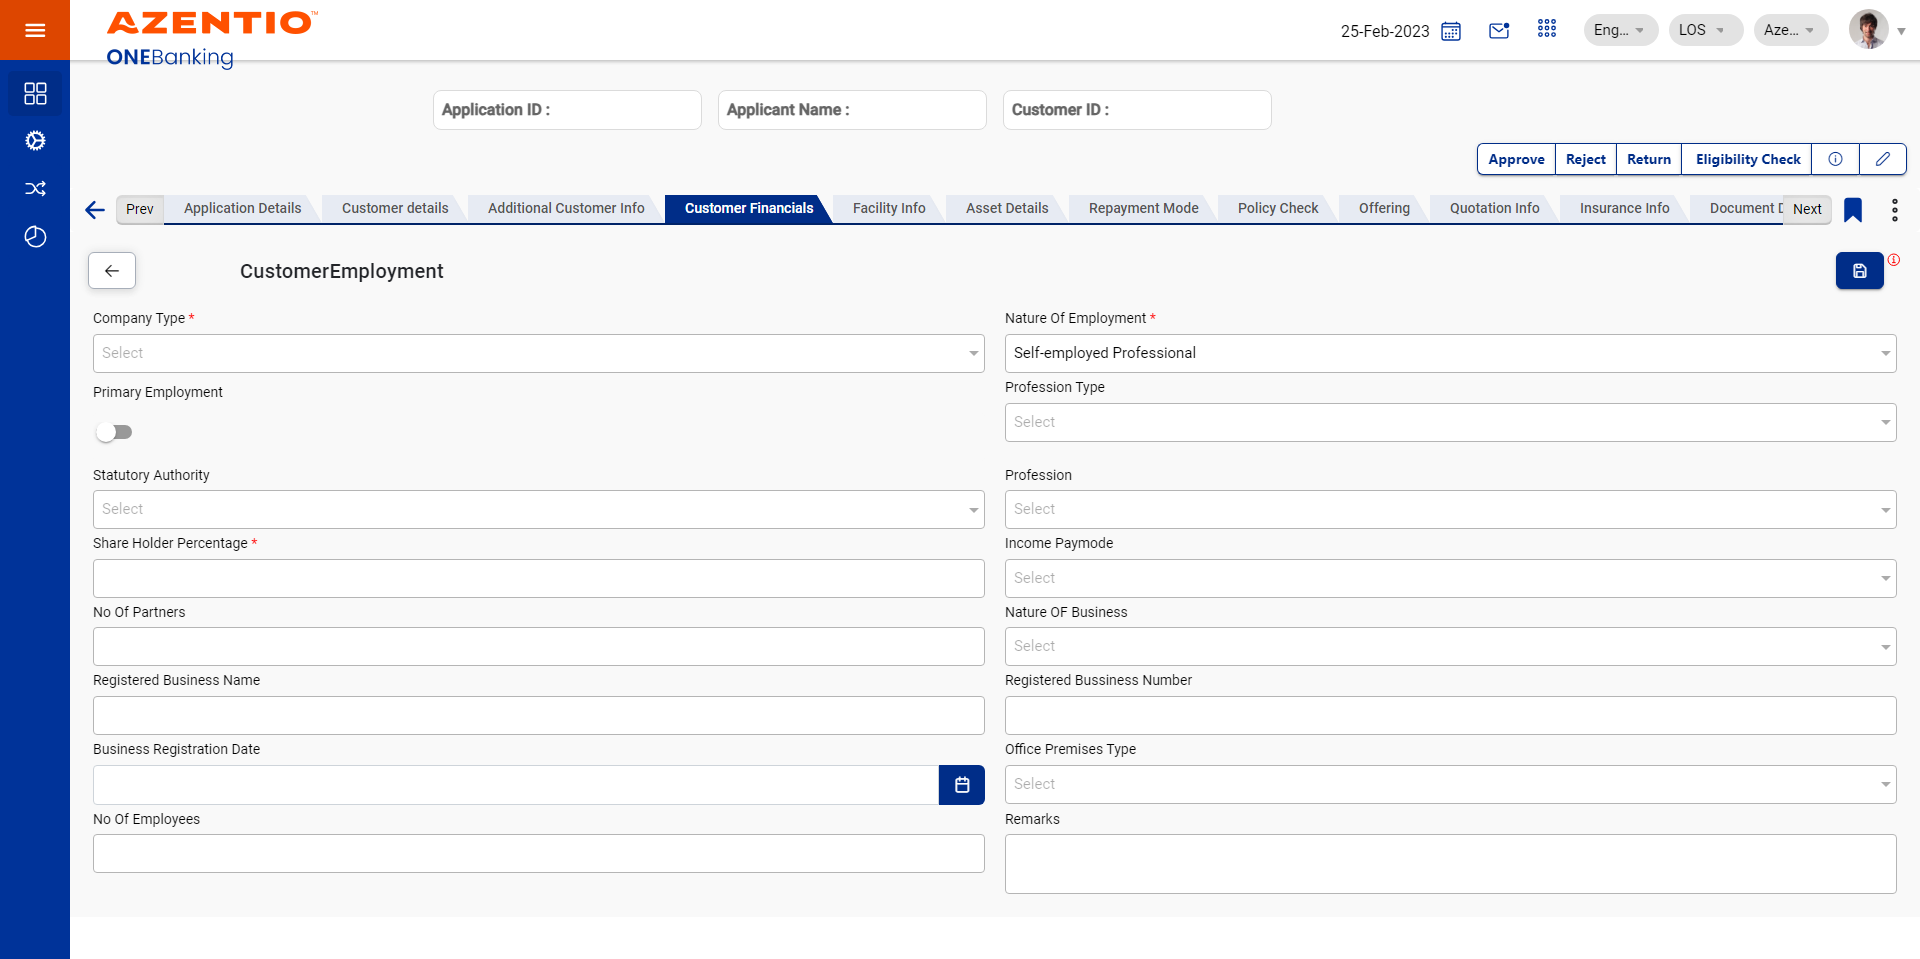 AZENTIO™
ONEBanking
25-Feb-2023
Eng...
LOS
Aze...
Application ID :
Applicant Name :
Customer ID :
Approve
Reject
Return
Eligibility Check
Prev
Application Details
Customer details
Additional Customer Info
Customer Financials
Facility Info
Asset Details
Repayment Mode
Policy Check
Offering
Quotation Info
Insurance Info
Document D
Next
CustomerEmployment
Company Type *
Select
Nature Of Employment *
Self-employed Professional
Primary Employment
Profession Type
Select
Statutory Authority
Select
Profession
Select
Share Holder Percentage *
Income Paymode
Select
No Of Partners
Nature OF Business
Select
Registered Business Name
Registered Bussiness Number
Business Registration Date
Office Premises Type
Select
No Of Employees
Remarks